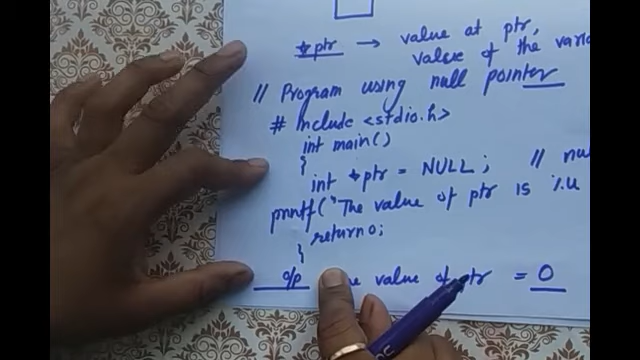 *ptr → value at ptr,
value of the varia
// Program using null pointer
# Include <stdio.h>
int main()
{
int *ptr = NULL; // nu
printf("The value of ptr is %u
return 0;
}
o/p value of ptr = 0